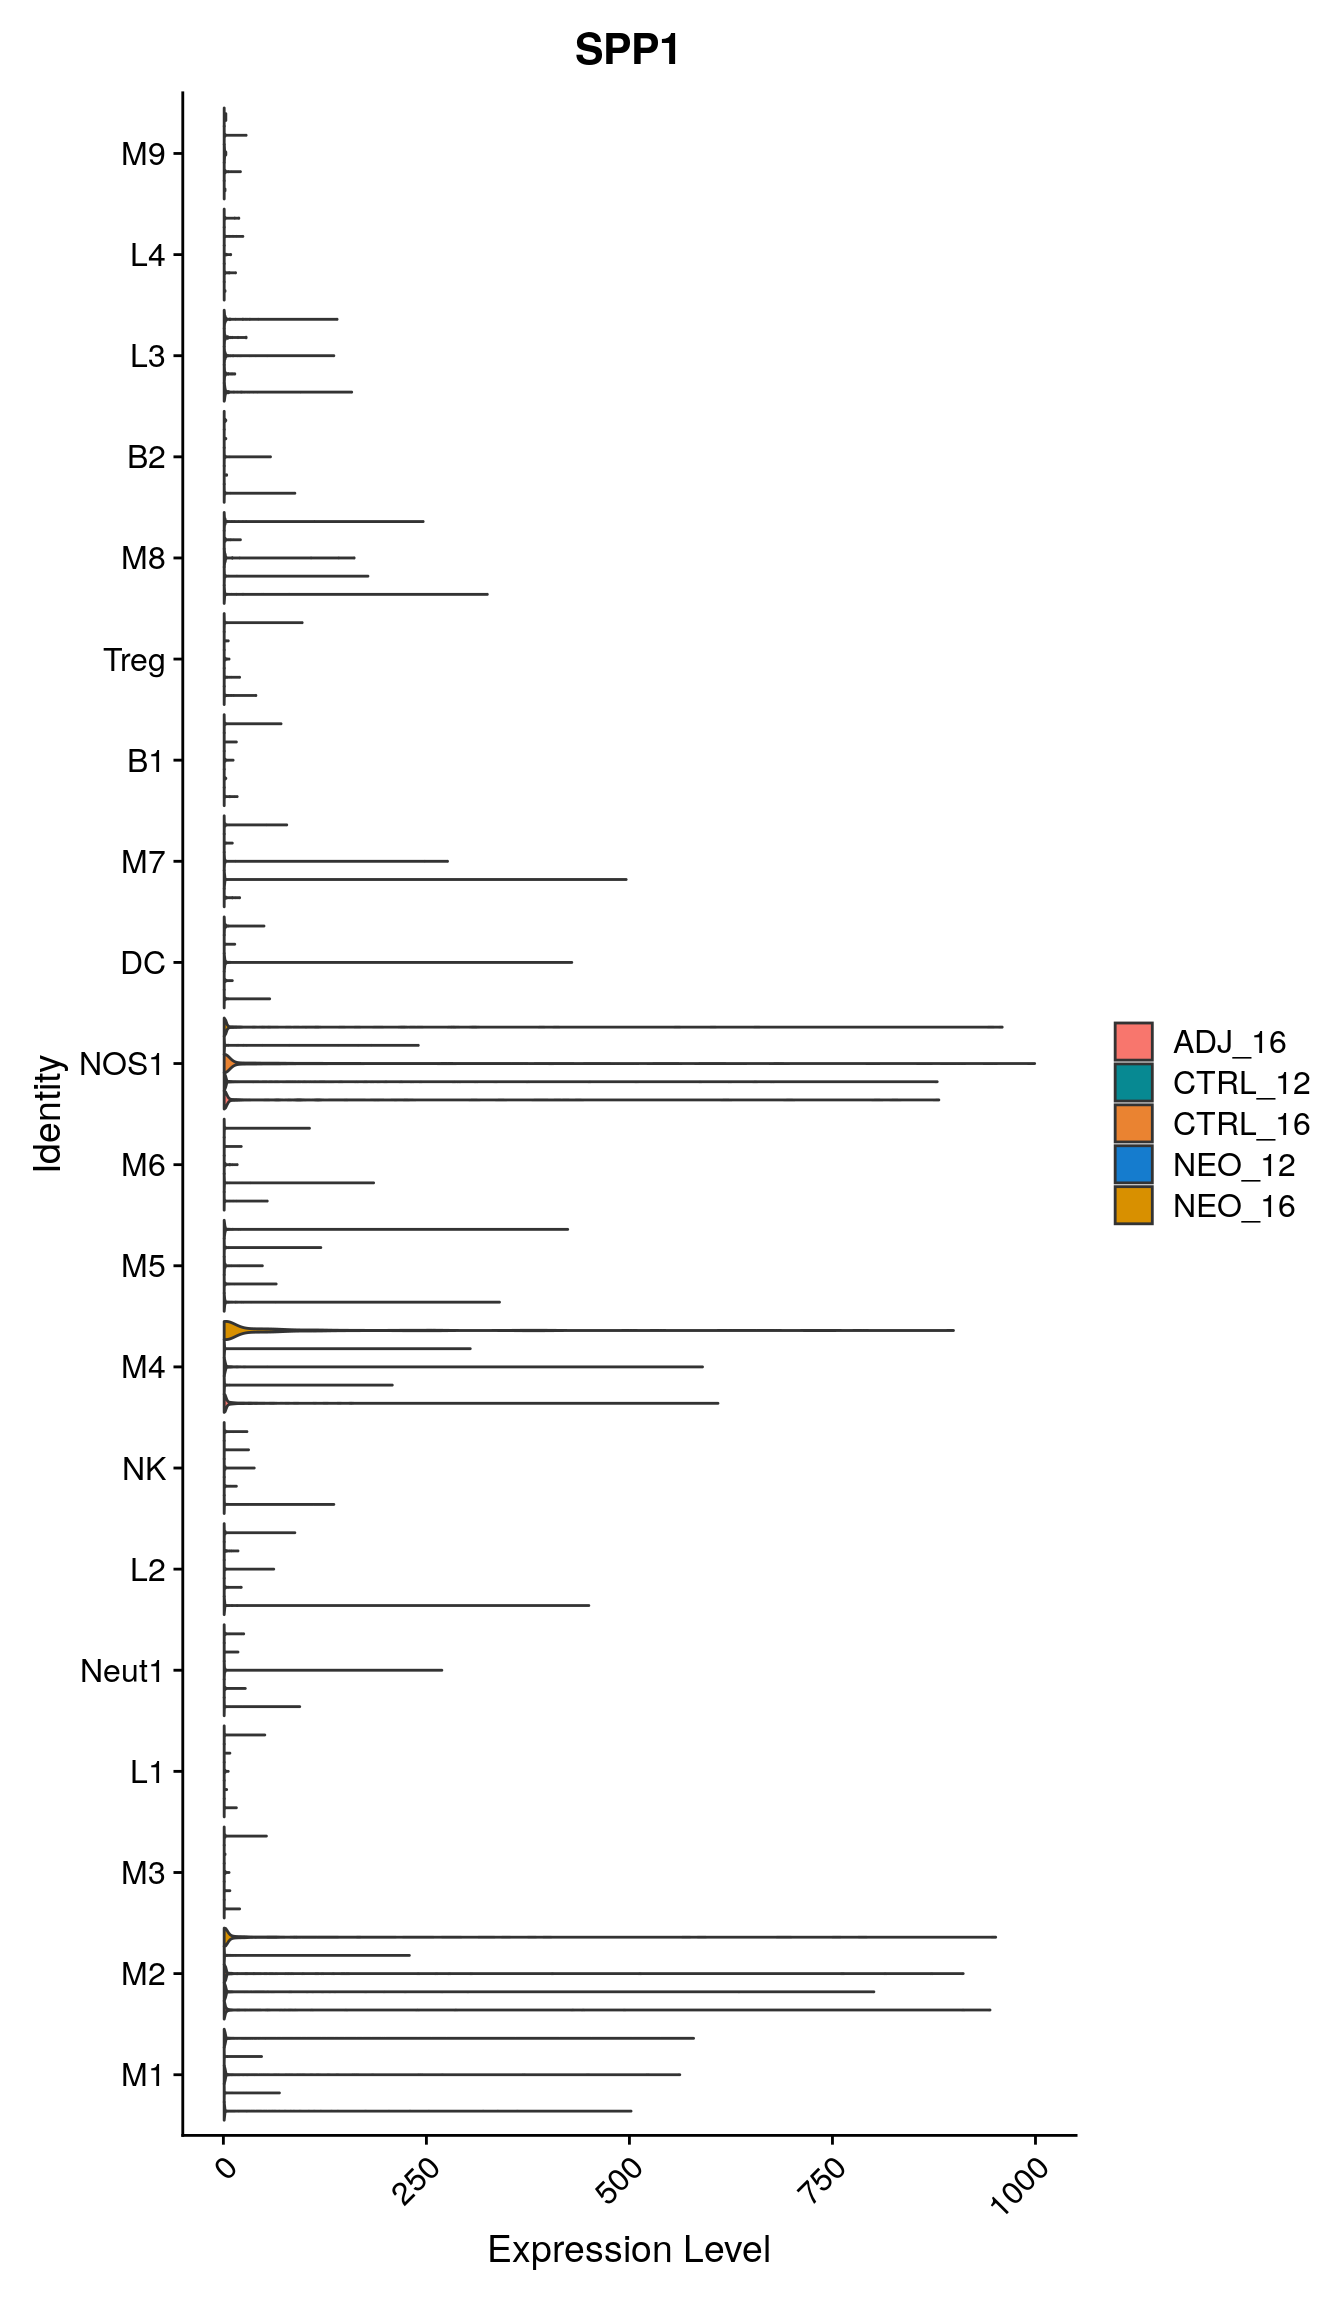 SPP1
M9
L4
L3
B2
M8
Treg
B1
M7
DC
NOS1
M6
M5
M4
NK
L2
Neut1
L1
M3
M2
M1
Identity
0
250
500
750
1000
Expression Level
ADJ_16
CTRL_12
CTRL_16
NEO_12
NEO_16